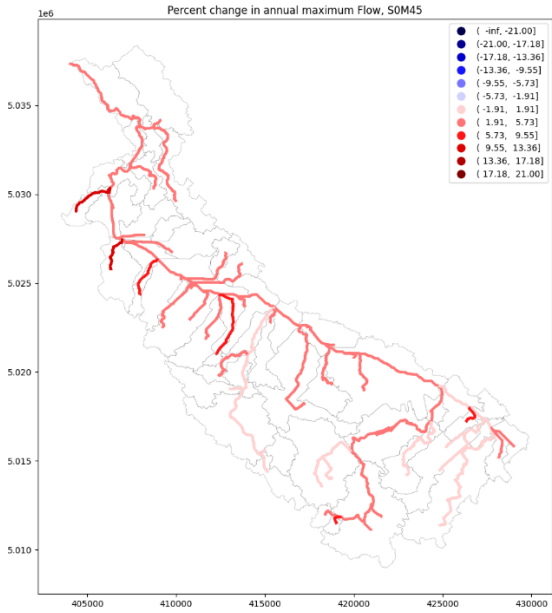 Percent change in annual maximum Flow, S0M45
1e6
( -inf, -21.00]
(-21.00, -17.18]
(-17.18, -13.36]
(-13.36, -9.55]
( -9.55, -5.73]
( -5.73, -1.91]
( -1.91, 1.91]
( 1.91, 5.73]
( 5.73, 9.55]
( 9.55, 13.36]
( 13.36, 17.18]
( 17.18, 21.00]
5.035
5.030
5.025
5.020
5.015
5.010
405000 410000 415000 420000 425000 430000